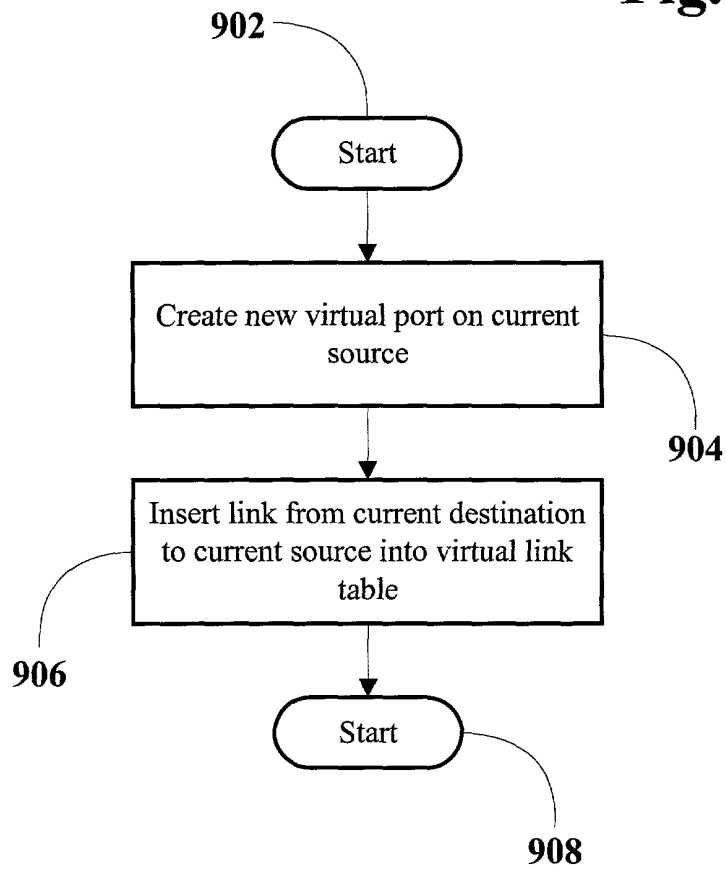 Fig.
902
Start
Create new virtual port on current
source
904
Insert link from current destination
to current source into virtual link
table
906
Start
908